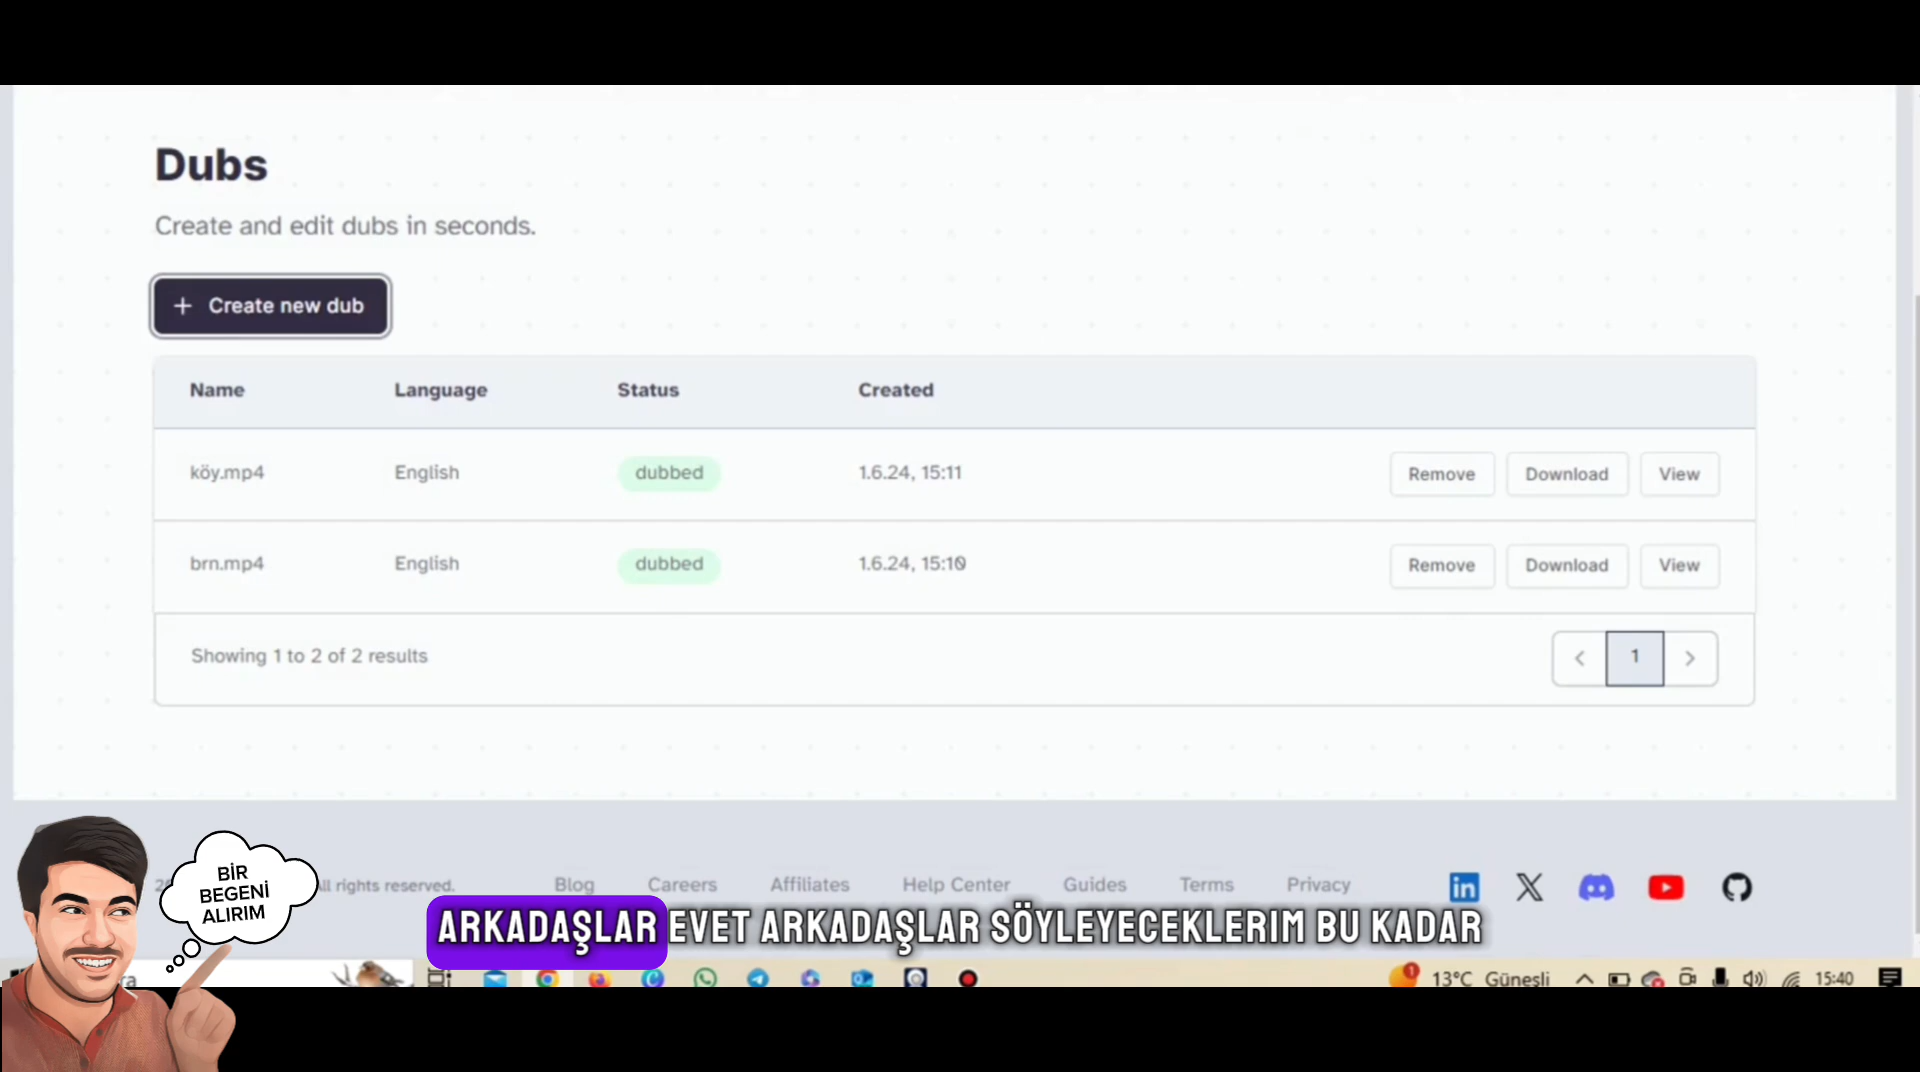 Dubs
Create and edit dubs in seconds.
+ Create new dub
Name Language Status Created
köy.mp4 English dubbed 1.6.24, 15:11 Remove Download View
brn.mp4 English dubbed 1.6.24, 15:10 Remove Download View
Showing 1 to 2 of 2 results
1
BİR
BEGENİ
ALIRIM
All rights reserved. Blog Careers Affiliates Help Center Guides Terms Privacy
ARKADAŞLAR EVET ARKADAŞLAR SÖYLEYECEKLERIM BU KADAR
1 13°C Güneşli 15:40